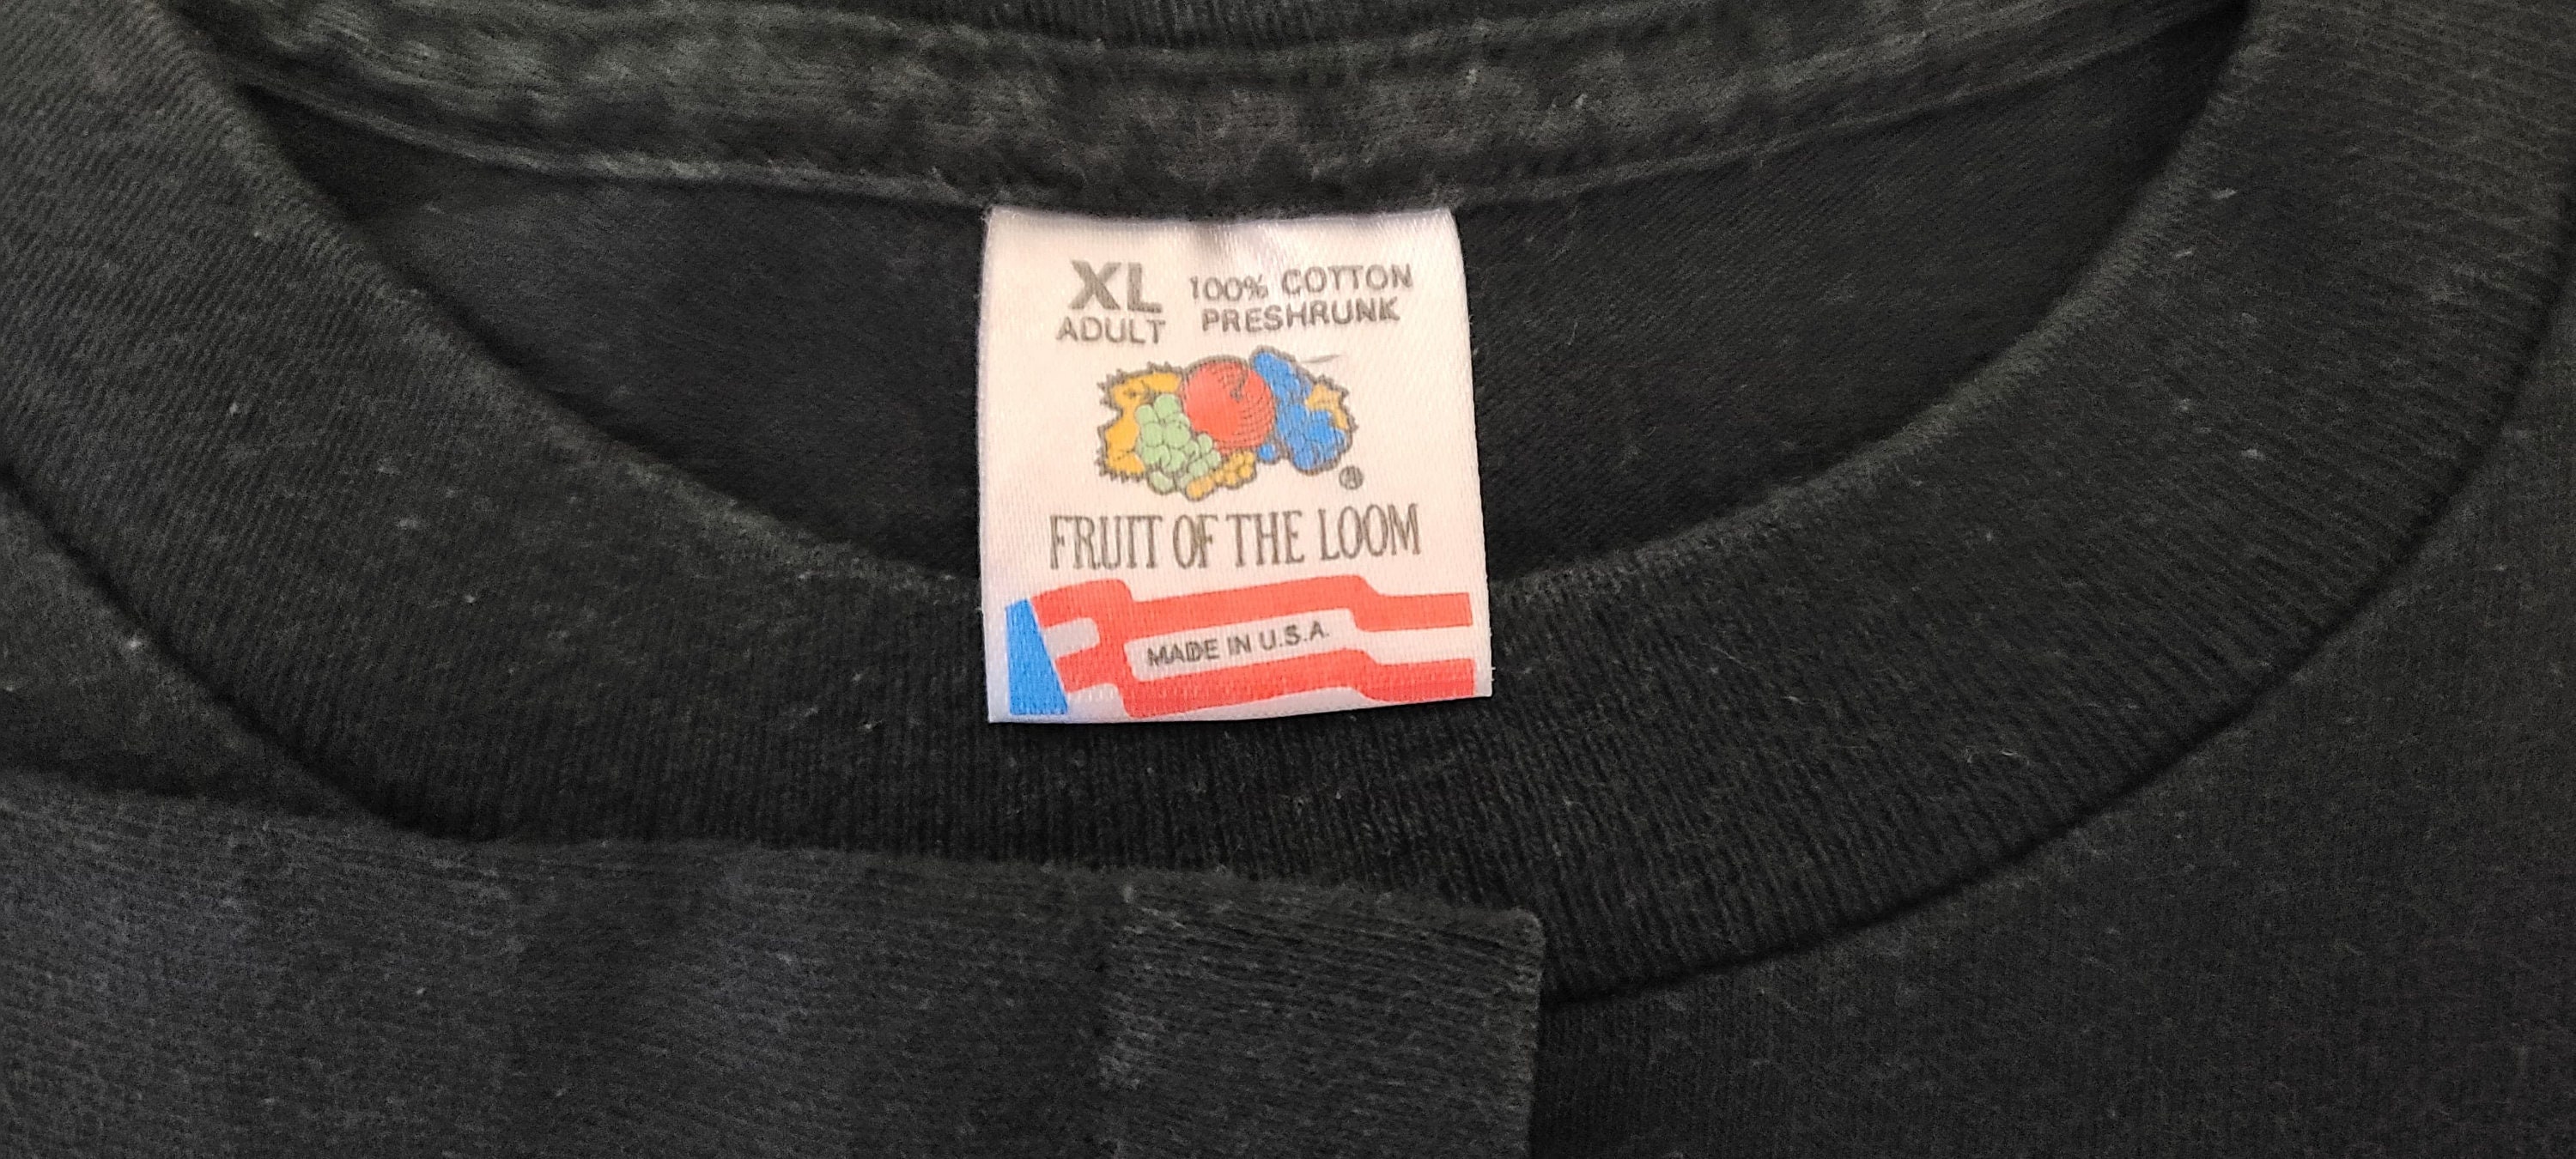 XL
ADULT
100% COTTON
PRESHRUNK
®
FRUIT OF THE LOOM
MADE IN U.S.A.